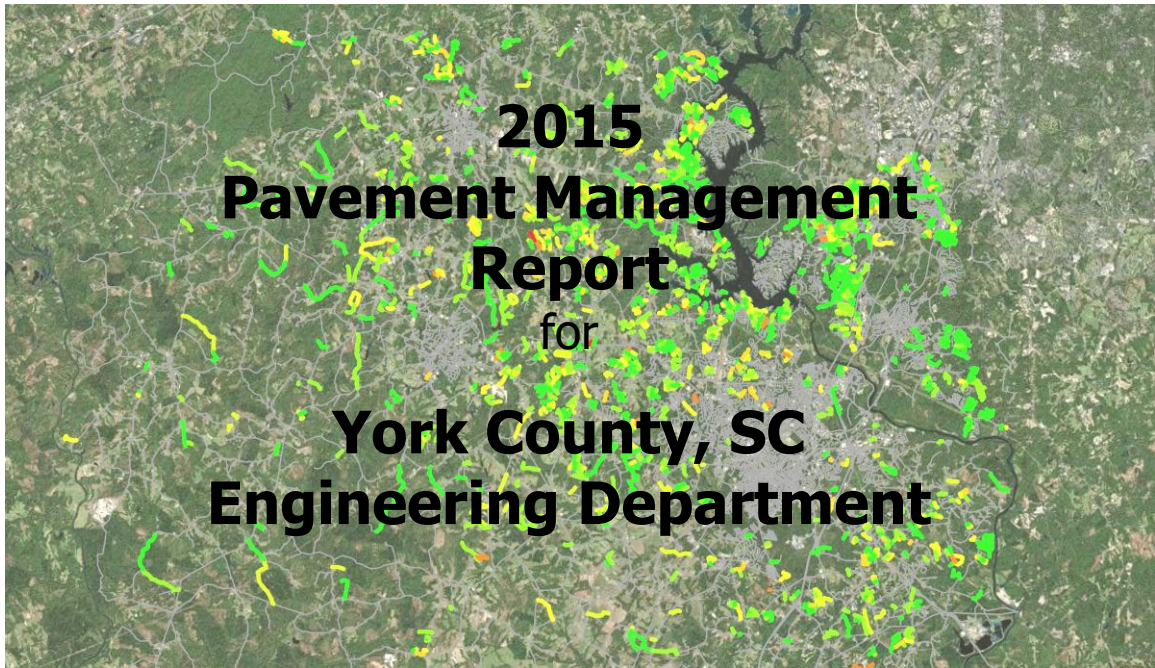 2015
Pavement Management
Report
for
York County, SC
Engineering Department